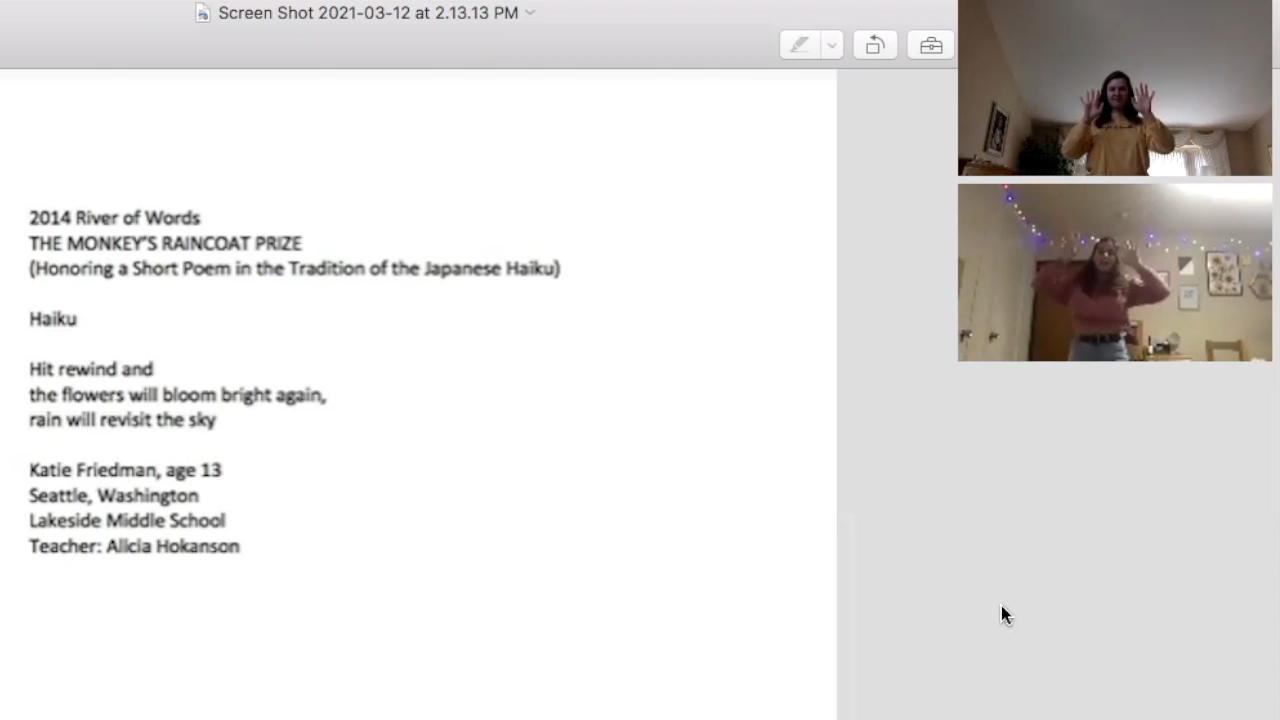 Screen Shot 2021-03-12 at 2.13.13 PM
2014 River of Words
THE MONKEY'S RAINCOAT PRIZE
(Honoring a Short Poem in the Tradition of the Japanese Haiku)
Haiku
Hit rewind and
the flowers will bloom bright again,
rain will revisit the sky
Katie Friedman, age 13
Seattle, Washington
Lakeside Middle School
Teacher: Alicia Hokanson